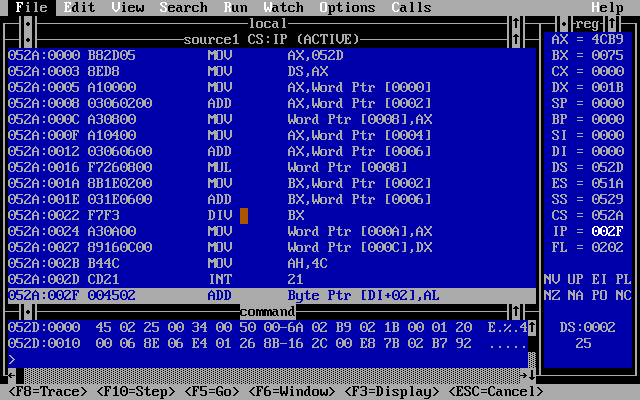 File Edit View Search Run Watch Options Calls Help
local
reg
source1 CS:IP (ACTIVE)
052A:0000 B82D05 MOV AX,052D
052A:0003 8ED8 MOV DS,AX
052A:0005 A10000 MOV AX,Word Ptr [0000]
052A:0008 03060200 ADD AX,Word Ptr [0002]
052A:000C A30800 MOV Word Ptr [0008],AX
052A:000F A10400 MOV AX,Word Ptr [0004]
052A:0012 03060600 ADD AX,Word Ptr [0006]
052A:0016 F7260800 MUL Word Ptr [0008]
052A:001A 8B1E0200 MOV BX,Word Ptr [0002]
052A:001E 031E0600 ADD BX,Word Ptr [0006]
052A:0022 F7F3 DIV BX
052A:0024 A30A00 MOV Word Ptr [000A],AX
052A:0027 89160C00 MOV Word Ptr [000C],DX
052A:002B B44C MOV AH,4C
052A:002D CD21 INT 21
052A:002F 004502 ADD Byte Ptr [DI+02],AL
AX = 4CB9
BX = 0075
CX = 0000
DX = 001B
SP = 0000
BP = 0000
SI = 0000
DI = 0000
DS = 052D
ES = 051A
SS = 0529
CS = 052A
IP = 002F
FL = 0202
NV UP EI PL
NZ NA PO NC
DS:0002
25
command
052D:0000 45 02 25 00 34 00 50 00-6A 02 B9 02 1B 00 01 20 E.%.4
052D:0010 00 06 8E 06 E4 01 26 8B-16 2C 00 E8 7B 02 B7 92 .....
>
<F8=Trace> <F10=Step> <F5=Go> <F6=Window> <F3=Display> <ESC=Cancel>